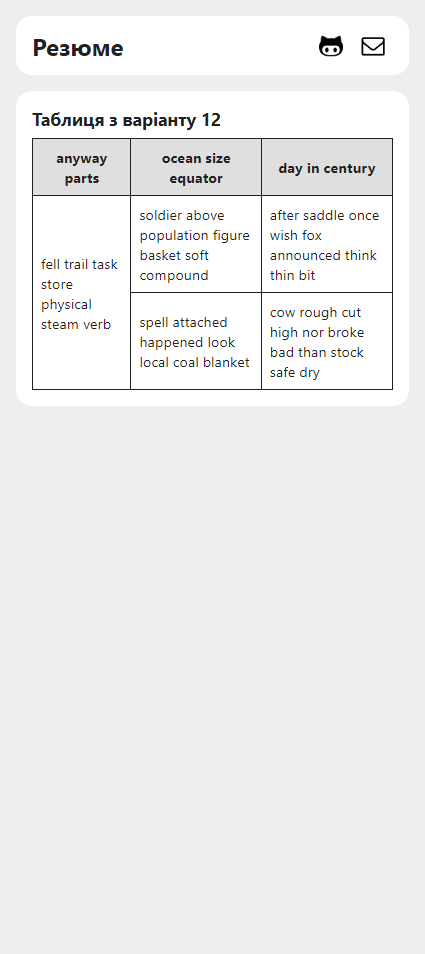 Резюме
Таблиця з варіанту 12
anyway
parts
ocean size
equator
day in century
fell trail task
store
physical
steam verb
soldier above
population figure
basket soft
compound
after saddle once
wish fox
announced think
thin bit
spell attached
happened look
local coal blanket
cow rough cut
high nor broke
bad than stock
safe dry